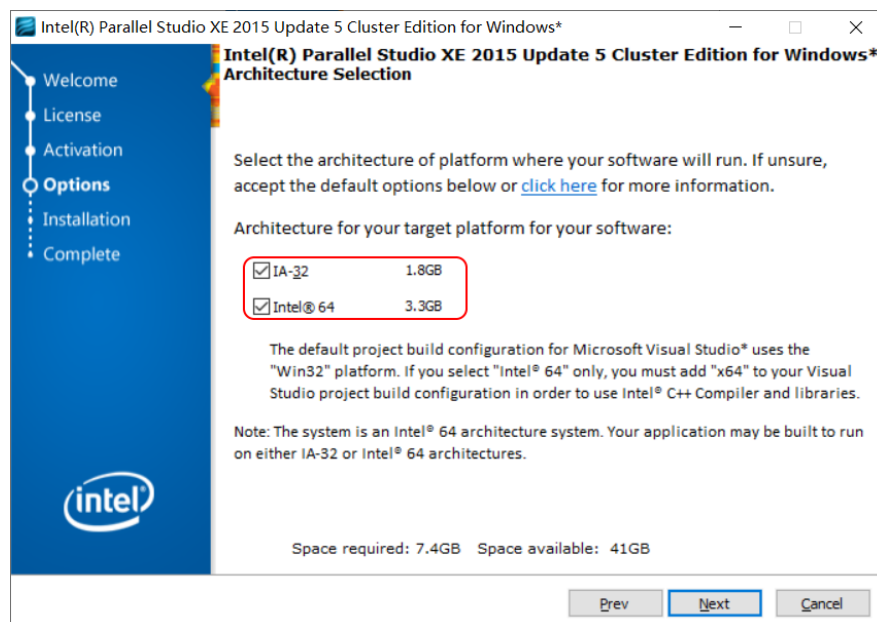 Intel(R) Parallel Studio XE 2015 Update 5 Cluster Edition for Windows*
Intel(R) Parallel Studio XE 2015 Update 5 Cluster Edition for Windows*
Architecture Selection
Welcome
License
Activation
Options
Installation
Complete
Select the architecture of platform where your software will run. If unsure,
accept the default options below or click here for more information.
Architecture for your target platform for your software:
IA-32 1.8GB
Intel® 64 3.3GB
The default project build configuration for Microsoft Visual Studio* uses the
"Win32" platform. If you select "Intel® 64" only, you must add "x64" to your Visual
Studio project build configuration in order to use Intel® C++ Compiler and libraries.
Note: The system is an Intel® 64 architecture system. Your application may be built to run
on either IA-32 or Intel® 64 architectures.
(intel)
Space required: 7.4GB Space available: 41GB
Prev Next Cancel